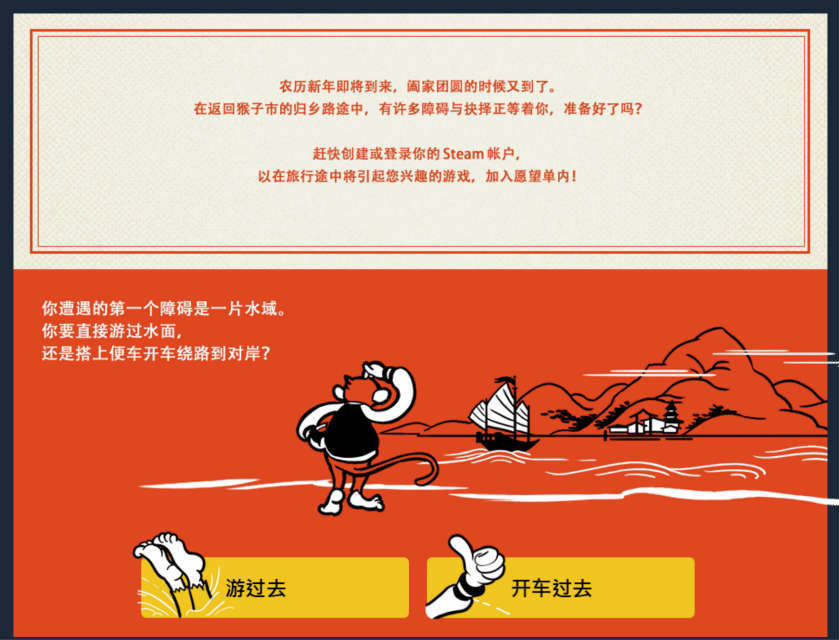 农历新年即将到来，阖家团圆的时候又到了。
在返回猴子市的归乡路途中，有许多障碍与抉择正等着你，准备好了吗？
赶快创建或登录你的 Steam 帐户，
以在旅行途中将引起您兴趣的游戏，加入愿望单内！
你遭遇的第一个障碍是一片水域。
你要直接游过水面，
还是搭上便车开车绕路到对岸？
游过去
开车过去